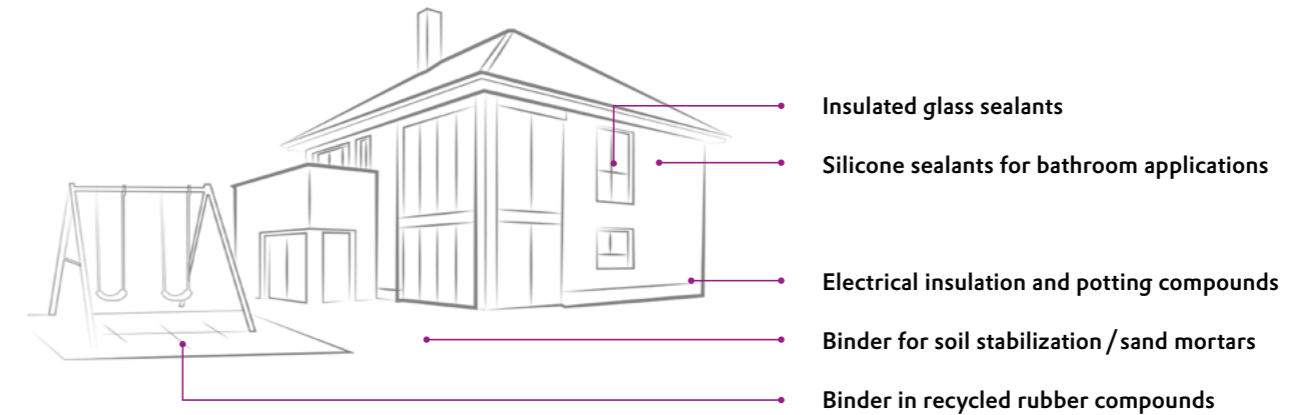 Insulated glass sealants
Silicone sealants for bathroom applications
Electrical insulation and potting compounds
Binder for soil stabilization / sand mortars
Binder in recycled rubber compounds